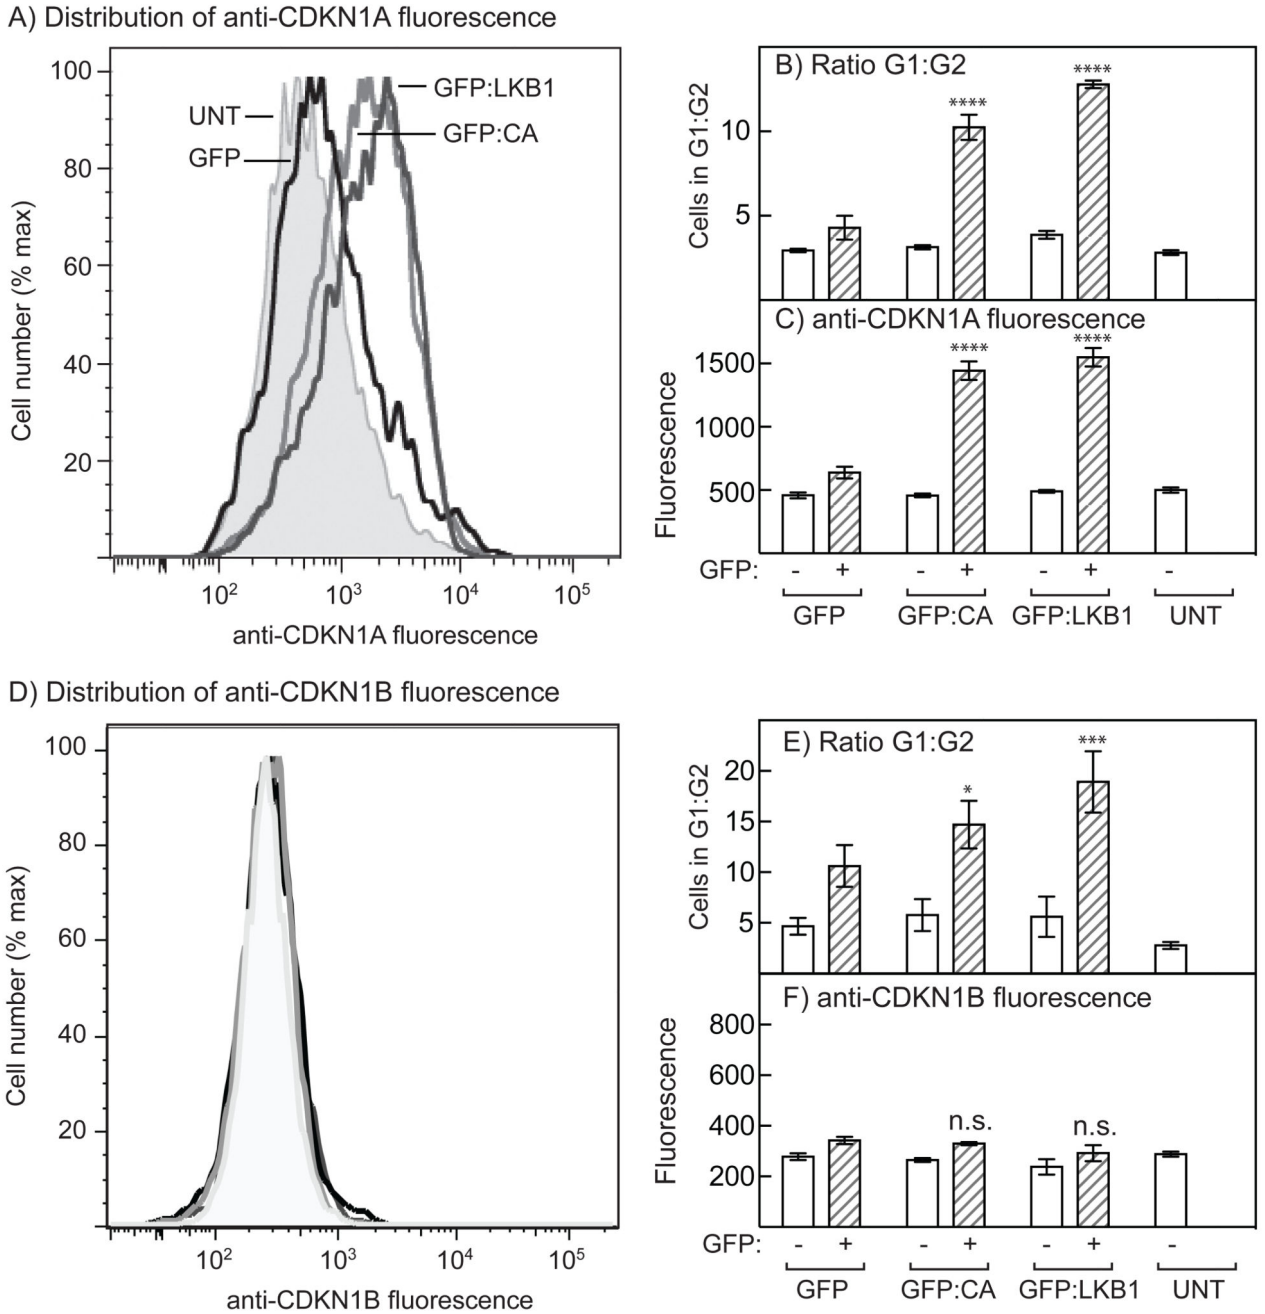 A) Distribution of anti-CDKN1A fluorescence
100
80
60
40
20
Cell number (% max)
UNT
GFP
GFP:LKB1
GFP:CA
10² 10³ 10⁴ 10⁵
anti-CDKN1A fluorescence
B) Ratio G1:G2
Cells in G1:G2
10
5
**** ****
C) anti-CDKN1A fluorescence
Fluorescence
1500
1000
500
**** ****
GFP: - + - + - + -
GFP GFP:CA GFP:LKB1 UNT
D) Distribution of anti-CDKN1B fluorescence
100
80
60
40
20
Cell number (% max)
10² 10³ 10⁴ 10⁵
anti-CDKN1B fluorescence
E) Ratio G1:G2
Cells in G1:G2
20
15
10
5
* ***
F) anti-CDKN1B fluorescence
Fluorescence
800
600
400
200
n.s. n.s.
GFP: - + - + - + -
GFP GFP:CA GFP:LKB1 UNT